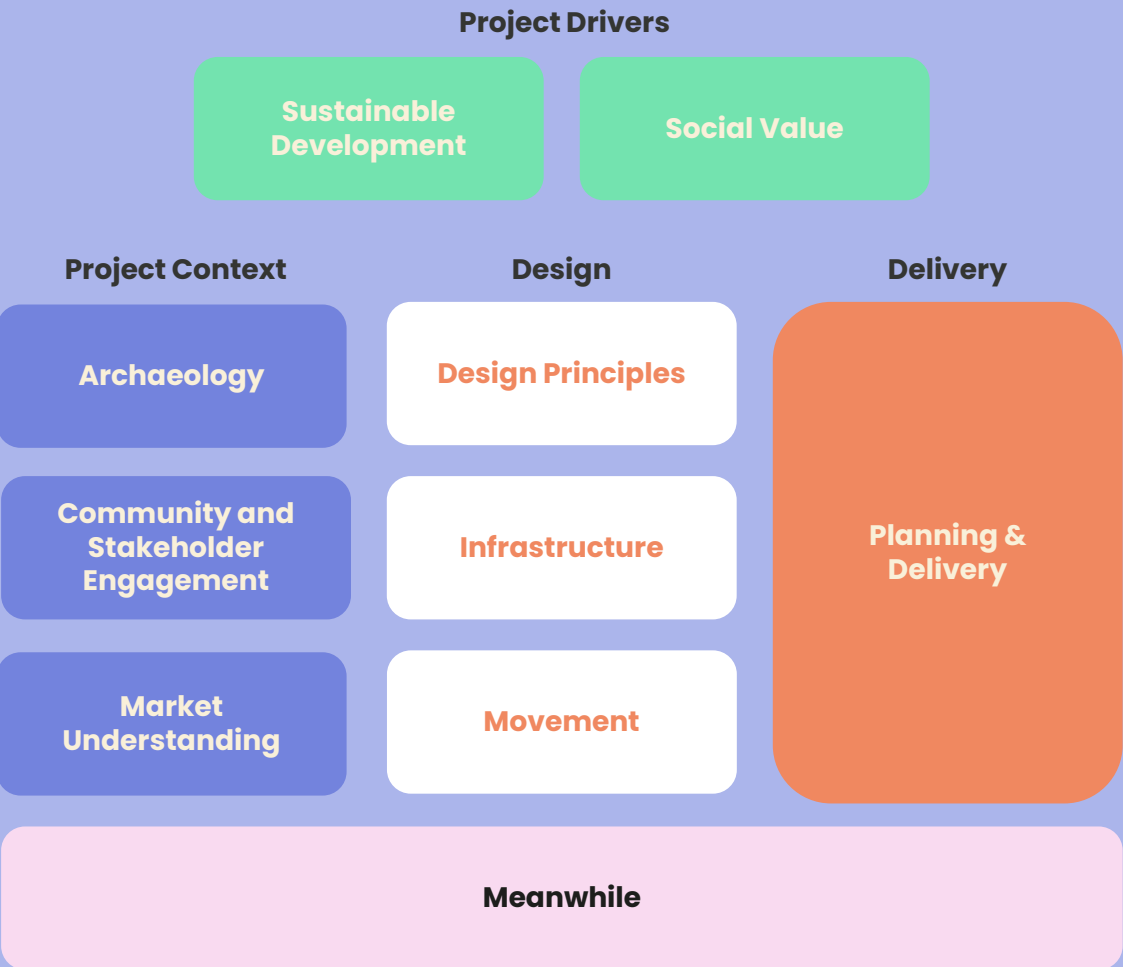 Project Drivers
Sustainable
Development
Social Value
Project Context
Archaeology
Community and
Stakeholder
Engagement
Market
Understanding
Design
Design Principles
Infrastructure
Movement
Delivery
Planning &
Delivery
Meanwhile